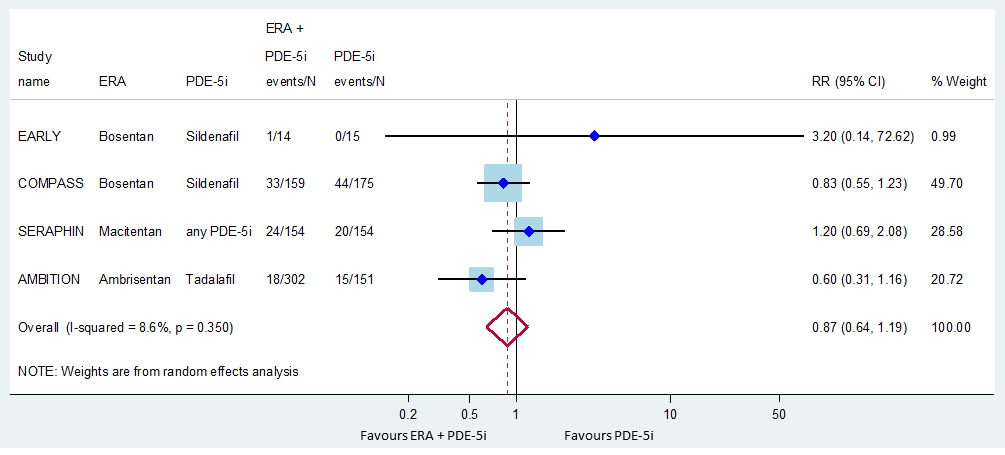 ERA +
Study PDE-5i PDE-5i
name ERA PDE-5i events/N events/N RR (95% CI) % Weight
EARLY Bosentan Sildenafil 1/14 0/15 3.20 (0.14, 72.62) 0.99
COMPASS Bosentan Sildenafil 33/159 44/175 0.83 (0.55, 1.23) 49.70
SERAPHIN Macitentan any PDE-5i 24/154 20/154 1.20 (0.69, 2.08) 28.58
AMBITION Ambrisentan Tadalafil 18/302 15/151 0.60 (0.31, 1.16) 20.72
Overall (I-squared = 8.6%, p = 0.350) 0.87 (0.64, 1.19) 100.00
NOTE: Weights are from random effects analysis
0.2 0.5 1 10 50
Favours ERA + PDE-5i Favours PDE-5i